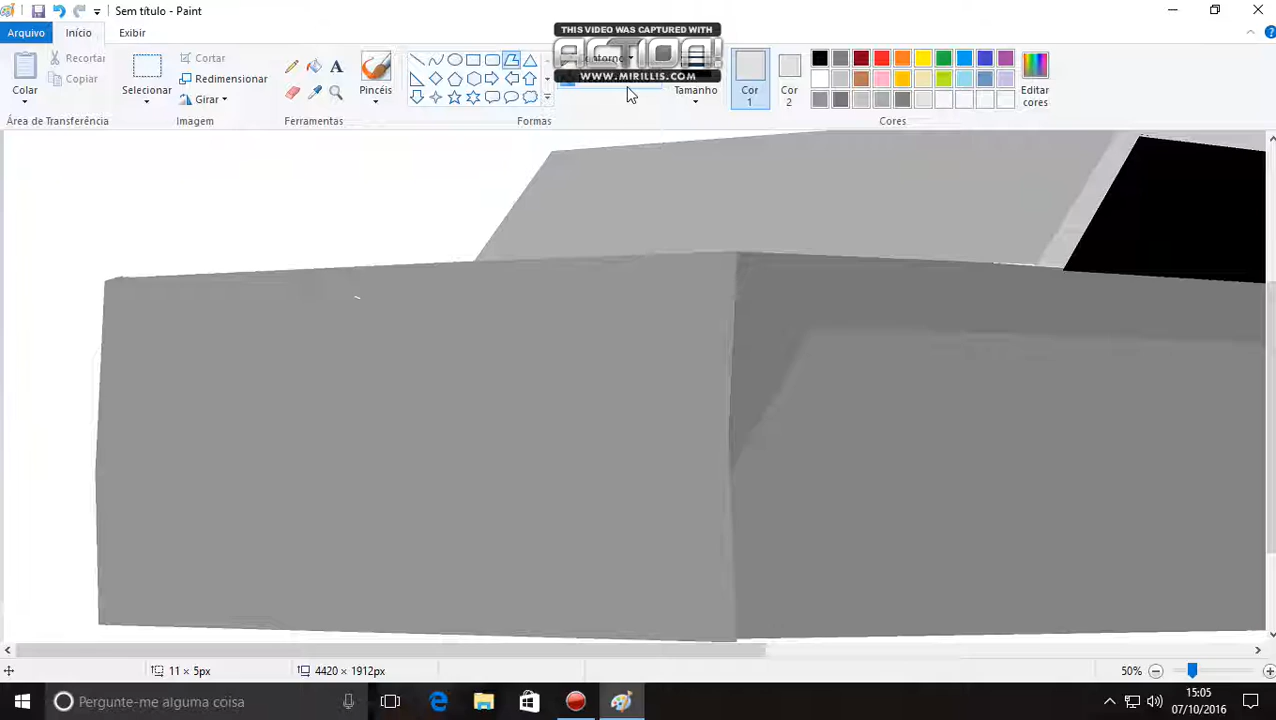 Sem título - Paint
THIS VIDEO WAS CAPTURED WITH
ACTION!
WWW.MIRILLIS.COM
Arquivo
Início
Exibir
Colar
Recortar
Copiar
Área de Transferência
Selecionar
Cortar
Redimensionar
Girar
Imagem
A
Ferramentas
Pincéis
Formas
Tamanho
Cor
1
Cor
2
Cores
Editar
cores
11 × 5px
4420 × 1912px
50%
Pergunte-me alguma coisa
15:05
07/10/2016